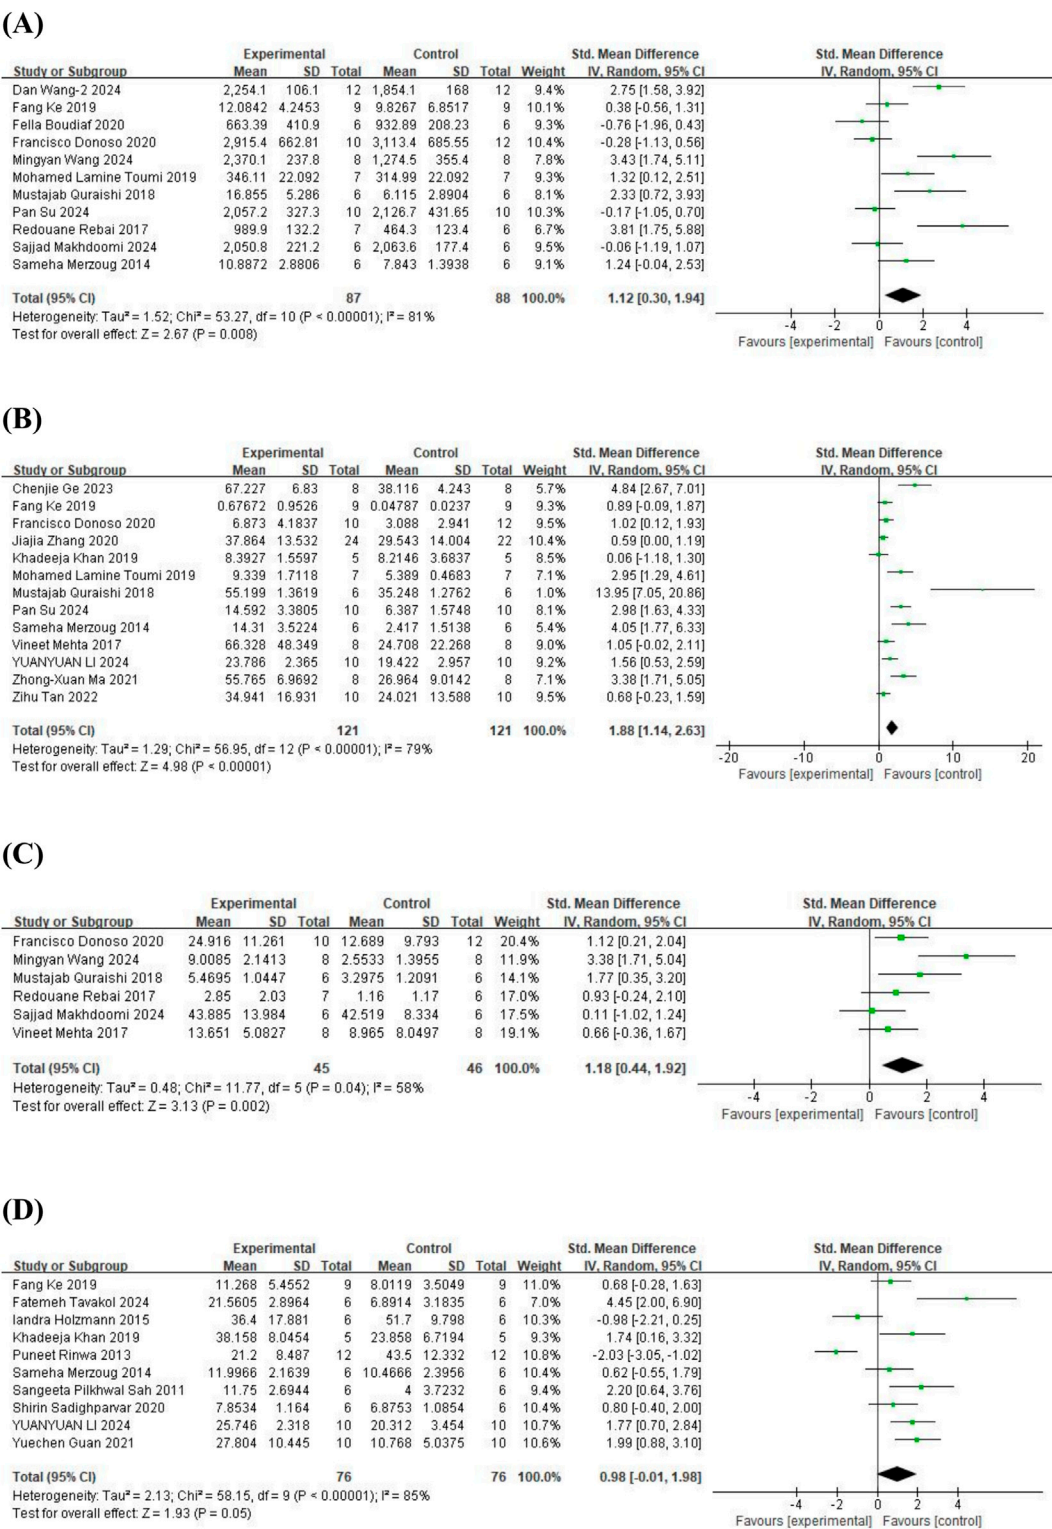 (A)
Experimental Control Std. Mean Difference Std. Mean Difference
Study or Subgroup Mean SD Total Mean SD Total Weight IV, Random, 95% CI IV, Random, 95% CI
Dan Wang-2 2024 2,254.1 106.1 12 1,854.1 168 12 9.4% 2.75 [1.58, 3.92]
Fang Ke 2019 12.0842 4.2453 9 9.8267 6.8517 9 10.1% 0.38 [-0.56, 1.31]
Fella Boudiaf 2020 663.39 410.9 6 932.89 208.23 6 9.3% -0.76 [-1.96, 0.43]
Francisco Donoso 2020 2,915.4 662.81 10 3,113.4 685.55 12 10.4% -0.28 [-1.13, 0.56]
Mingyan Wang 2024 2,370.1 237.8 8 1,274.5 355.4 8 7.8% 3.43 [1.74, 5.11]
Mohamed Lamine Toumi 2019 346.11 22.092 7 314.99 22.092 7 9.3% 1.32 [0.12, 2.51]
Mustajab Quraishi 2018 16.855 5.286 6 6.115 2.8904 6 8.1% 2.33 [0.72, 3.93]
Pan Su 2024 2,057.2 327.3 10 2,126.7 431.65 10 10.3% -0.17 [-1.05, 0.70]
Redouane Rebai 2017 989.9 132.2 7 464.3 123.4 6 6.7% 3.81 [1.75, 5.88]
Sajjad Makhdoomi 2024 2,050.8 221.2 6 2,063.6 177.4 6 9.5% -0.06 [-1.19, 1.07]
Sameha Merzoug 2014 10.8872 2.8806 6 7.843 1.3938 6 9.1% 1.24 [-0.04, 2.53]
Total (95% CI) 87 88 100.0% 1.12 [0.30, 1.94]
Heterogeneity: Tau² = 1.52; Chi² = 53.27, df = 10 (P < 0.00001); I² = 81%
Test for overall effect: Z = 2.67 (P = 0.008)
-4 -2 0 2 4
Favours [experimental] Favours [control]
(B)
Experimental Control Std. Mean Difference Std. Mean Difference
Study or Subgroup Mean SD Total Mean SD Total Weight IV, Random, 95% CI IV, Random, 95% CI
Chenjie Ge 2023 67.227 6.83 8 38.116 4.243 8 5.7% 4.84 [2.67, 7.01]
Fang Ke 2019 0.67672 0.9526 9 0.04787 0.0237 9 9.3% 0.89 [-0.09, 1.87]
Francisco Donoso 2020 6.873 4.1837 10 3.088 2.941 12 9.5% 1.02 [0.12, 1.93]
Jiajia Zhang 2020 37.864 13.532 24 29.543 14.004 22 10.4% 0.59 [0.00, 1.19]
Khadeeja Khan 2019 8.3927 1.5597 5 8.2146 3.6837 5 8.5% 0.06 [-1.18, 1.30]
Mohamed Lamine Toumi 2019 9.339 1.7118 7 5.389 0.4683 7 7.1% 2.95 [1.29, 4.61]
Mustajab Quraishi 2018 55.199 1.3619 6 35.248 1.2762 6 1.0% 13.95 [7.05, 20.86]
Pan Su 2024 14.592 3.3805 10 6.387 1.5748 10 8.1% 2.98 [1.63, 4.33]
Sameha Merzoug 2014 14.31 3.5224 6 2.417 1.5138 6 5.4% 4.05 [1.77, 6.33]
Vineet Mehta 2017 66.328 48.349 8 24.708 22.268 8 9.0% 1.05 [-0.02, 2.11]
YUANYUAN LI 2024 23.786 2.365 10 19.422 2.957 10 9.2% 1.56 [0.53, 2.59]
Zhong-Xuan Ma 2021 55.765 6.9692 8 26.964 9.0142 8 7.1% 3.38 [1.71, 5.05]
Zihu Tan 2022 34.941 16.931 10 24.021 13.588 10 9.5% 0.68 [-0.23, 1.59]
Total (95% CI) 121 121 100.0% 1.88 [1.14, 2.63]
Heterogeneity: Tau² = 1.29; Chi² = 56.95, df = 12 (P < 0.00001); I² = 79%
Test for overall effect: Z = 4.98 (P < 0.00001)
-20 -10 0 10 20
Favours [experimental] Favours [control]
(C)
Experimental Control Std. Mean Difference Std. Mean Difference
Study or Subgroup Mean SD Total Mean SD Total Weight IV, Random, 95% CI IV, Random, 95% CI
Francisco Donoso 2020 24.916 11.261 10 12.689 9.793 12 20.4% 1.12 [0.21, 2.04]
Mingyan Wang 2024 9.0085 2.1413 8 2.5533 1.3955 8 11.9% 3.38 [1.71, 5.04]
Mustajab Quraishi 2018 5.4695 1.0447 6 3.2975 1.2091 6 14.1% 1.77 [0.35, 3.20]
Redouane Rebai 2017 2.85 2.03 7 1.16 1.17 6 17.0% 0.93 [-0.24, 2.10]
Sajjad Makhdoomi 2024 43.885 13.984 6 42.519 8.334 6 17.5% 0.11 [-1.02, 1.24]
Vineet Mehta 2017 13.651 5.0827 8 8.965 8.0497 8 19.1% 0.66 [-0.36, 1.67]
Total (95% CI) 45 46 100.0% 1.18 [0.44, 1.92]
Heterogeneity: Tau² = 0.48; Chi² = 11.77, df = 5 (P = 0.04); I² = 58%
Test for overall effect: Z = 3.13 (P = 0.002)
-4 -2 0 2 4
Favours [experimental] Favours [control]
(D)
Experimental Control Std. Mean Difference Std. Mean Difference
Study or Subgroup Mean SD Total Mean SD Total Weight IV, Random, 95% CI IV, Random, 95% CI
Fang Ke 2019 11.268 5.4552 9 8.0119 3.5049 9 11.0% 0.68 [-0.28, 1.63]
Fatemeh Tavakol 2024 21.5605 2.8964 6 6.8914 3.1835 6 7.0% 4.45 [2.00, 6.90]
Iandra Holzmann 2015 36.4 17.881 6 51.7 9.798 6 10.3% -0.98 [-2.21, 0.25]
Khadeeja Khan 2019 38.158 8.0454 5 23.858 6.7194 5 9.3% 1.74 [0.16, 3.32]
Puneet Rinwa 2013 21.2 8.487 12 43.5 12.332 12 10.8% -2.03 [-3.05, -1.02]
Sameha Merzoug 2014 11.9966 2.1639 6 10.4666 2.3956 6 10.4% 0.62 [-0.55, 1.79]
Sangeeta Pilkhwal Sah 2011 11.75 2.6944 6 4 3.7232 6 9.4% 2.20 [0.64, 3.76]
Shirin Sadighparvar 2020 7.8534 1.164 6 6.8753 1.0854 6 10.4% 0.80 [-0.40, 2.00]
YUANYUAN LI 2024 25.746 2.318 10 20.312 3.454 10 10.7% 1.77 [0.70, 2.84]
Yuechen Guan 2021 27.804 10.445 10 10.768 5.0375 10 10.6% 1.99 [0.88, 3.10]
Total (95% CI) 76 76 100.0% 0.98 [-0.01, 1.98]
Heterogeneity: Tau² = 2.13; Chi² = 58.15, df = 9 (P < 0.00001); I² = 85%
Test for overall effect: Z = 1.93 (P = 0.05)
-4 -2 0 2 4
Favours [experimental] Favours [control]